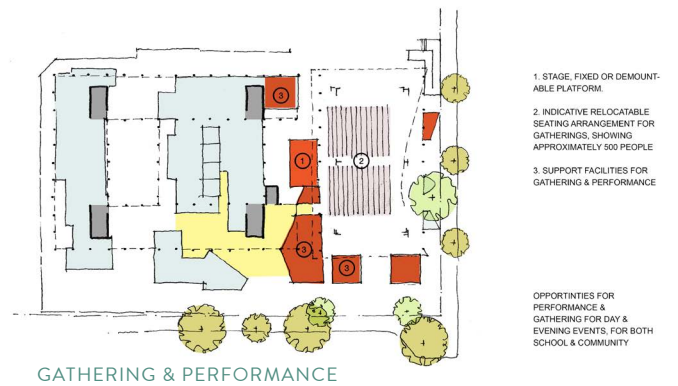 1. STAGE, FIXED OR DEMOUNT-
ABLE PLATFORM.
2. INDICATIVE RELOCATABLE
SEATING ARRANGEMENT FOR
GATHERINGS, SHOWING
APPROXIMATELY 500 PEOPLE
3. SUPPORT FACILITIES FOR
GATHERING & PERFORMANCE
3
1
2
3
3
OPPORTINTIES FOR
PERFORMANCE &
GATHERING FOR DAY &
EVENING EVENTS, FOR BOTH
SCHOOL & COMMUNITY
GATHERING & PERFORMANCE